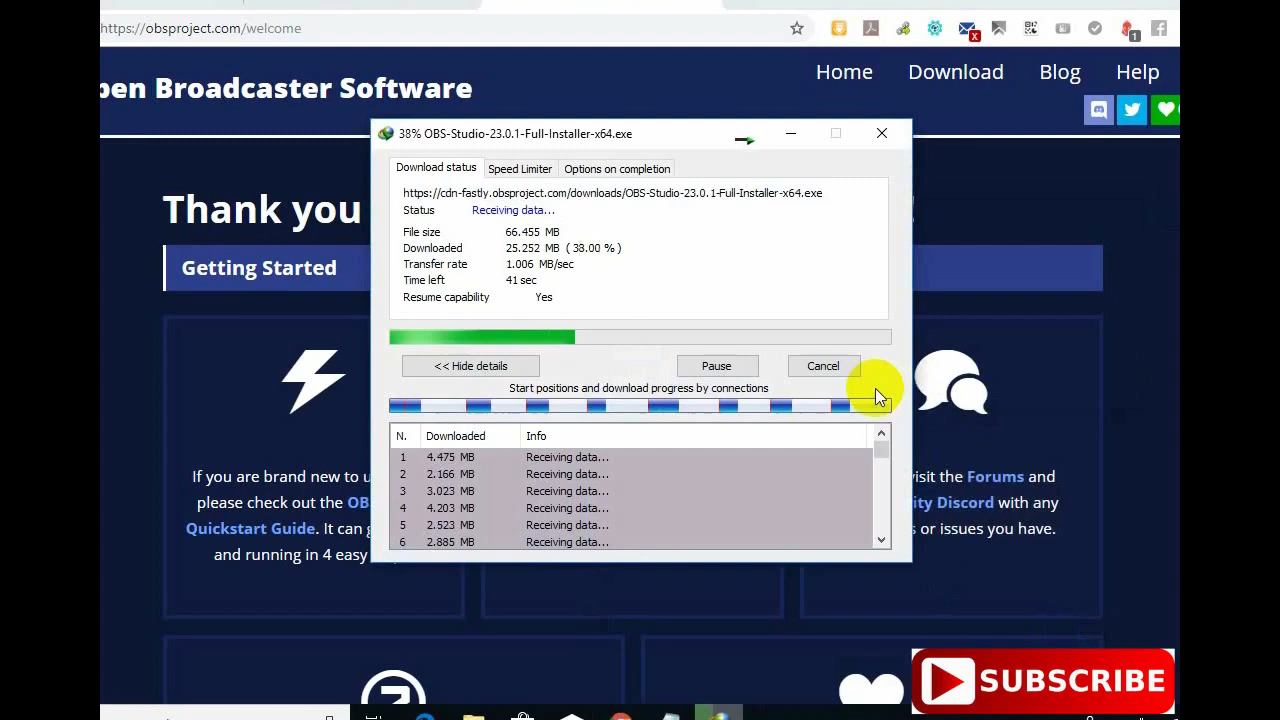 https://obsproject.com/welcome
X
1
pen Broadcaster Software
Home Download Blog Help
38% OBS-Studio-23.0.1-Full-Installer-x64.exe
Download status Speed Limiter Options on completion
https://cdn-fastly.obsproject.com/downloads/OBS-Studio-23.0.1-Full-Installer-x64.exe
Status Receiving data...
File size 66.455 MB
Downloaded 25.252 MB ( 38.00 % )
Transfer rate 1.006 MB/sec
Time left 41 sec
Resume capability Yes
<< Hide details Pause Cancel
Start positions and download progress by connections
N. Downloaded Info
1 4.475 MB Receiving data...
2 2.166 MB Receiving data...
3 3.023 MB Receiving data...
4 4.203 MB Receiving data...
5 2.523 MB Receiving data...
6 2.885 MB Receiving data...
Thank you
Getting Started
If you are brand new to
please check out the OB
Quickstart Guide. It can
and running in 4 easy
visit the Forums and
ity Discord with any
s or issues you have.
SUBSCRIBE